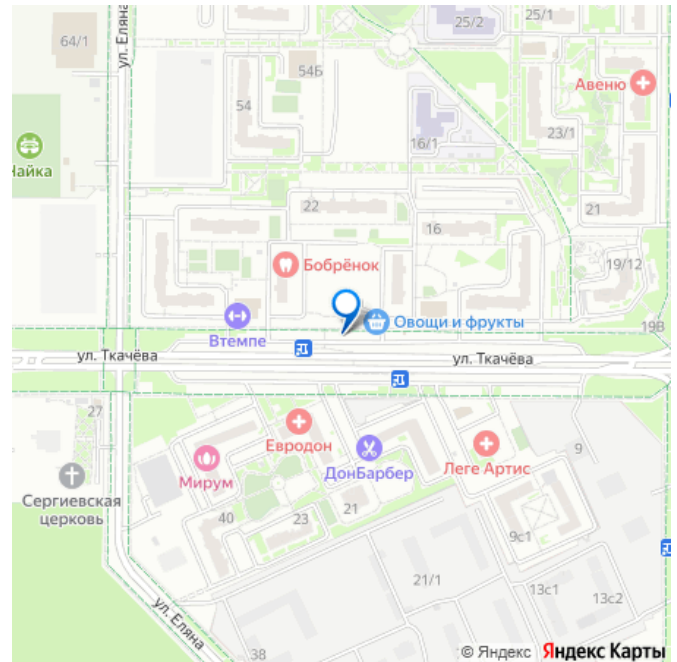 25/2
25/1
64/1
ул. Еляна
54Б
Авеню
54
23/1
16/1
Чайка
22
21
16
Бобрёнок
19/12
Овощи и фрукты
19В
Втемпе
ул. Ткачёва
ул. Ткачёва
27
Евродон
9
Мирум
ДонБарбер
Леге Артис
Сергиевская
церковь
40
23
21
9с1
21/1
13с1
13с2
ул. Еляна
38
© Яндекс Яндекс Карты